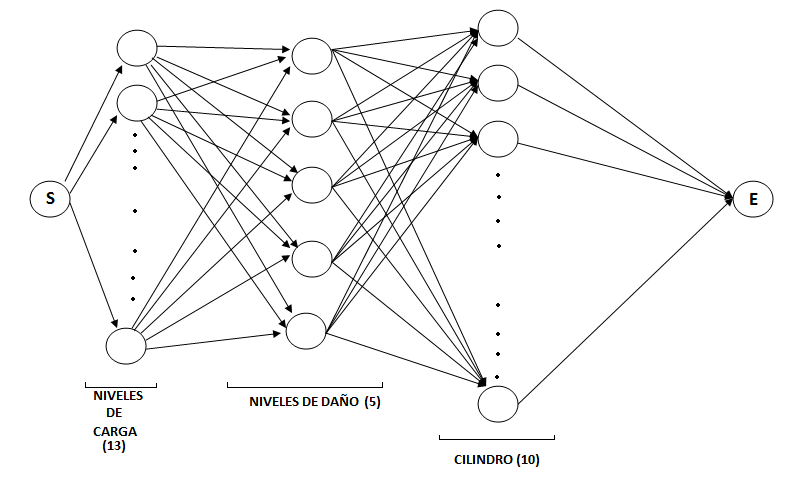 S
E
NIVELES
DE
CARGA
(13)
NIVELES DE DAÑO (5)
CILINDRO (10)